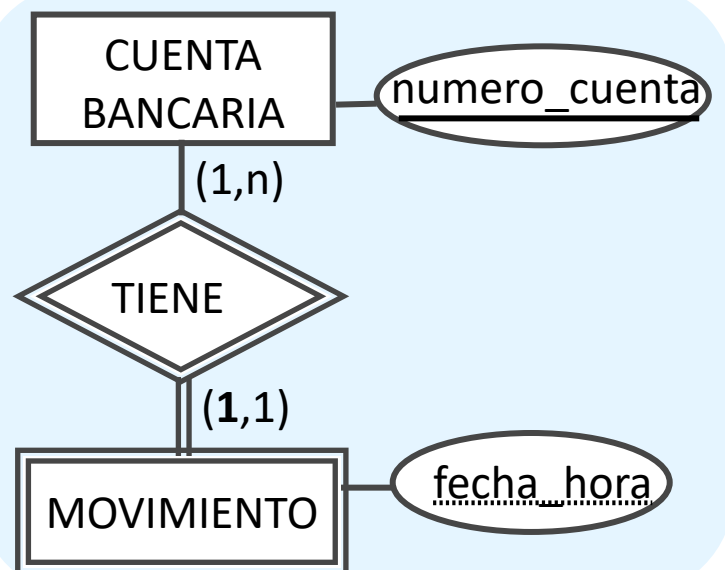 CUENTA
BANCARIA
numero_cuenta
(1,n)
TIENE
(1,1)
MOVIMIENTO
fecha_hora